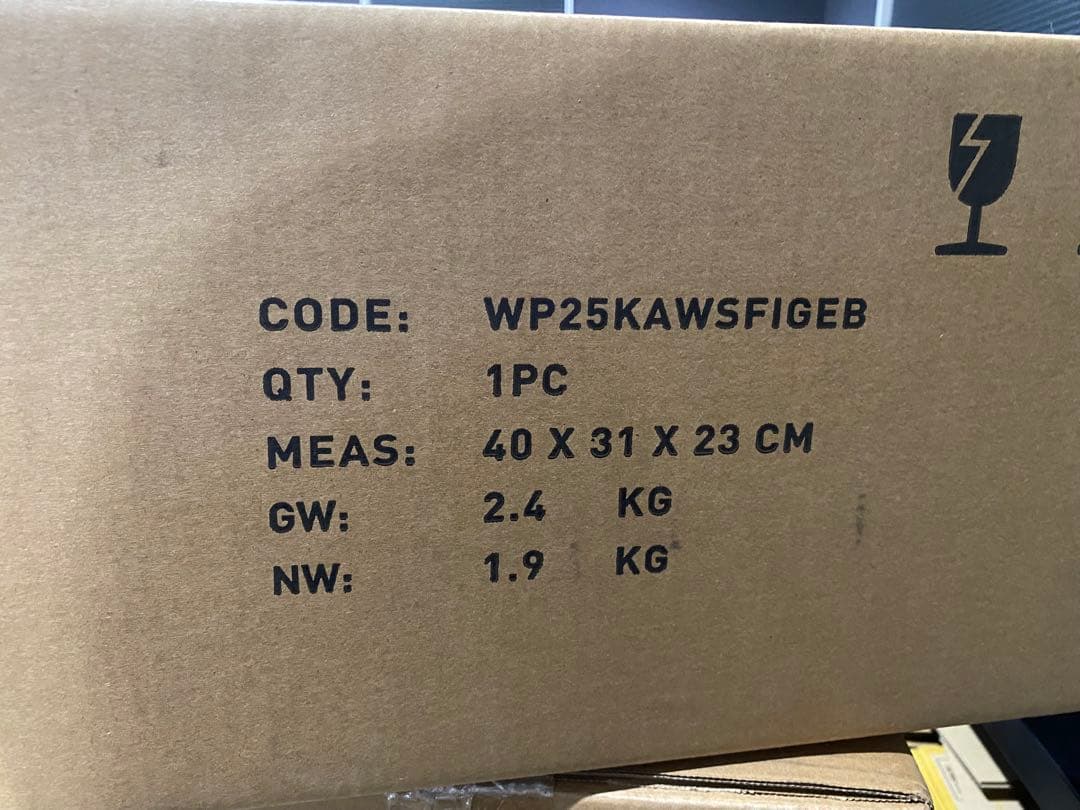 CODE: WP25KAWSFIGEB
QTY: 1PC
MEAS: 40 X 31 X 23 CM
GW: 2.4 KG
NW: 1.9 KG